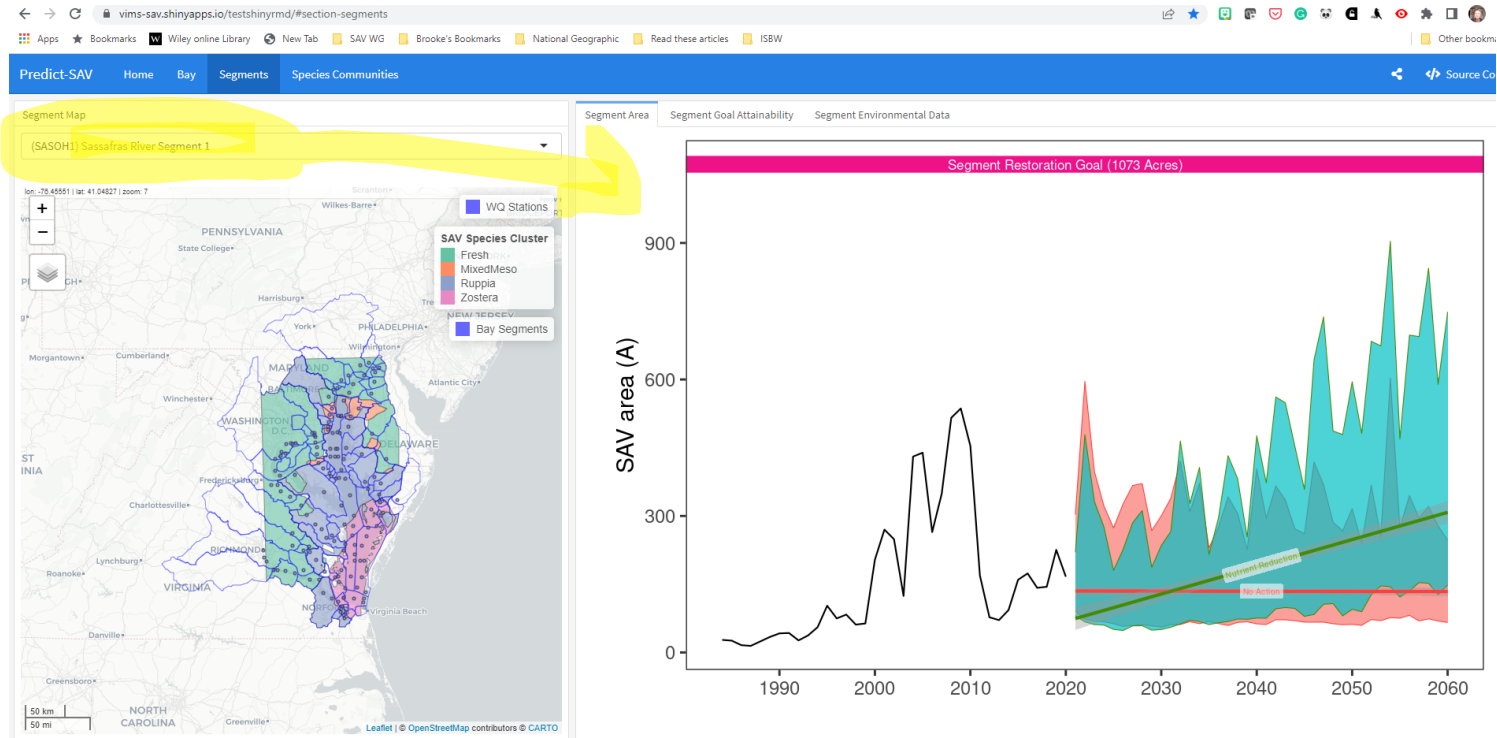 vims-sav.shinyapps.io/testshinyrmd/#section-segments
Apps Bookmarks W Wiley online Library New Tab SAV WG Brooke's Bookmarks National Geographic Read these articles ISBW Other bookma
Predict-SAV Home Bay Segments Species Communities Source Co
Segment Map
(SASOH1) Sassafras River Segment 1
lon: -76.45551 | lat: 41.04827 | zoom: 7
+
−
WQ Stations
SAV Species Cluster
Fresh
MixedMeso
Ruppia
Zostera
Bay Segments
Scranton
Wilkes-Barre
PENNSYLVANIA
State College
Harrisburg
York
PHILADELPHIA
NEW JERSEY
Wilmington
Morgantown
Cumberland
MARYLAND
Atlantic City
Winchester
WASHINGTON
D.C.
DELAWARE
Fredericksburg
Charlottesville
RICHMOND
Lynchburg
Roanoke
VIRGINIA
Virginia Beach
Danville
Greensboro
NORTH
CAROLINA
Greenville
50 km
50 mi
Leaflet | © OpenStreetMap contributors © CARTO
Segment Area Segment Goal Attainability Segment Environmental Data
Segment Restoration Goal (1073 Acres)
SAV area (A)
900
600
300
0
Nutrient Reduction
No Action
1990 2000 2010 2020 2030 2040 2050 2060